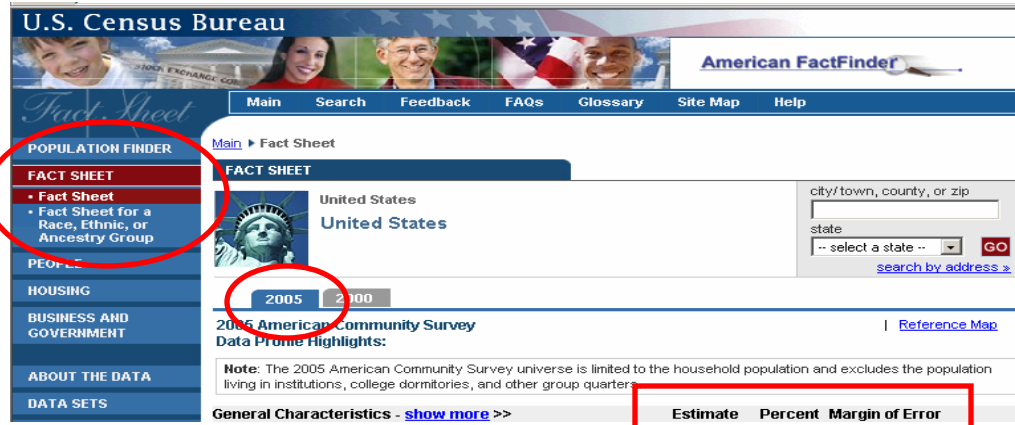 U.S. Census Bureau
STOCK EXCHANGE
American FactFinder
Fact Sheet
Main Search Feedback FAQs Glossary Site Map Help
POPULATION FINDER
FACT SHEET
• Fact Sheet
• Fact Sheet for a
Race, Ethnic, or
Ancestry Group
PEOPLE
HOUSING
BUSINESS AND
GOVERNMENT
ABOUT THE DATA
DATA SETS
Main ▸ Fact Sheet
FACT SHEET
United States
United States
city/town, county, or zip
state
-- select a state --
GO
search by address »
2005 2000
2005 American Community Survey
Data Profile Highlights:
| Reference Map
Note: The 2005 American Community Survey universe is limited to the household population and excludes the population
living in institutions, college dormitories, and other group quarters.
General Characteristics - show more >> Estimate Percent Margin of Error